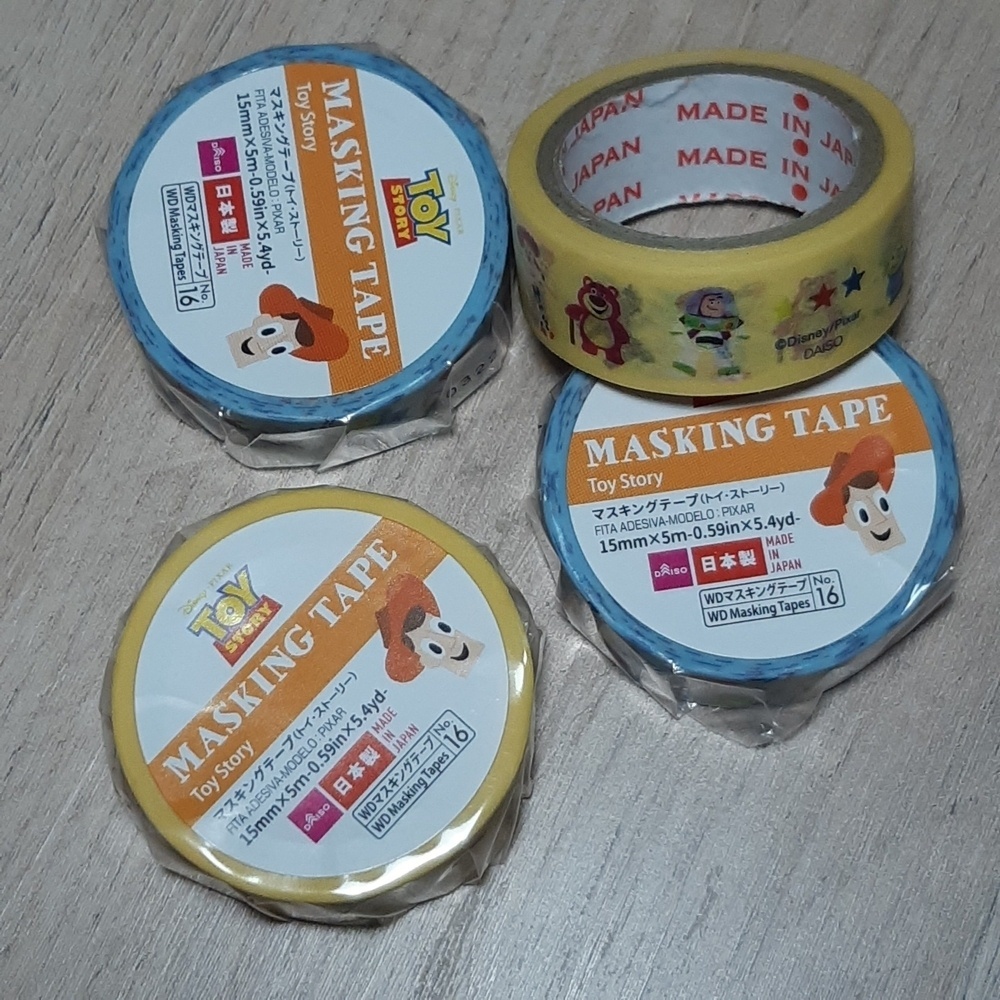 MASKING TAPE
Toy Story
マスキングテープ(トイ・ストーリー)
FITA ADESIVA-MODELO : PIXAR
15mm×5m-0.59in×5.4yd-
DAISO
日本製
MADE
IN
JAPAN
WDマスキングテープ
WD Masking Tapes
No.
16
Disney PIXAR
TOY
STORY
JAPAN MADE IN JAPAN
JAPAN MADE IN JA
JAPAN
©Disney/Pixar
DAISO
MASKING TAPE
Toy Story
マスキングテープ(トイ・ストーリー)
FITA ADESIVA-MODELO : PIXAR
15mm×5m-0.59in×5.4yd-
DAISO
日本製
MADE
IN
JAPAN
WDマスキングテープ
WD Masking Tapes
No.
16
Disney PIXAR
TOY
STORY
MASKING TAPE
Toy Story
マスキングテープ(トイ・ストーリー)
FITA ADESIVA-MODELO : PIXAR
15mm×5m-0.59in×5.4yd-
DAISO
日本製
MADE
IN
JAPAN
WDマスキングテープ
WD Masking Tapes
No.
16